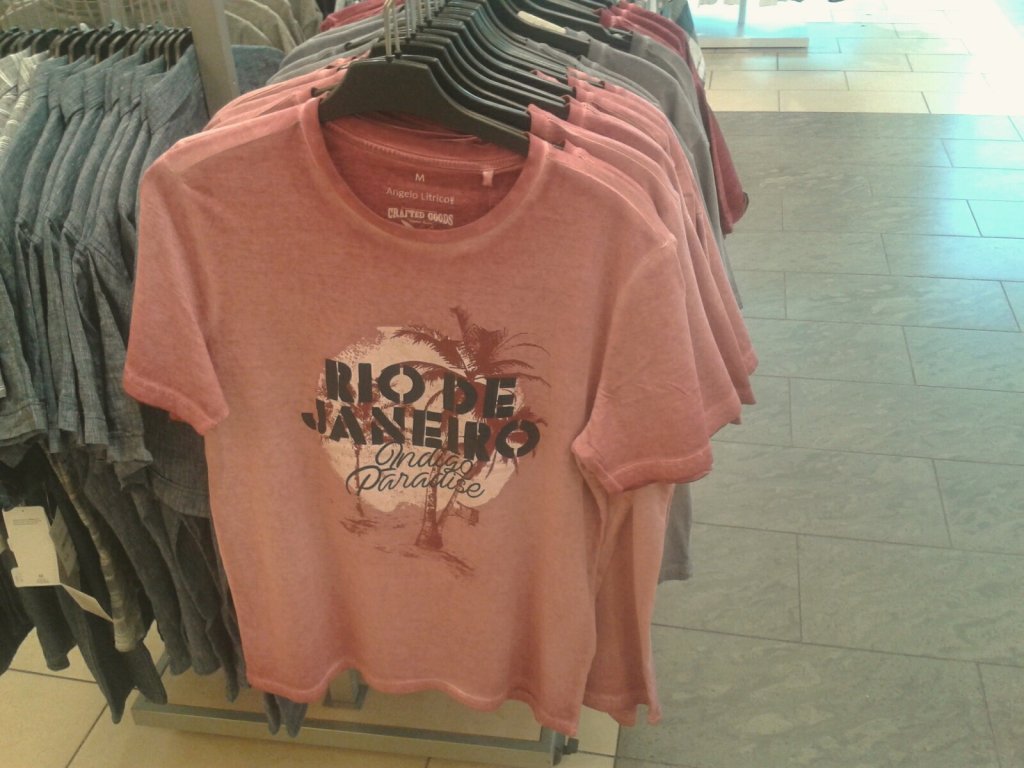 M
Angelo Litrico
CRAFTED GOODS
RIO DE
JANEIRO
Indigo
Paradise